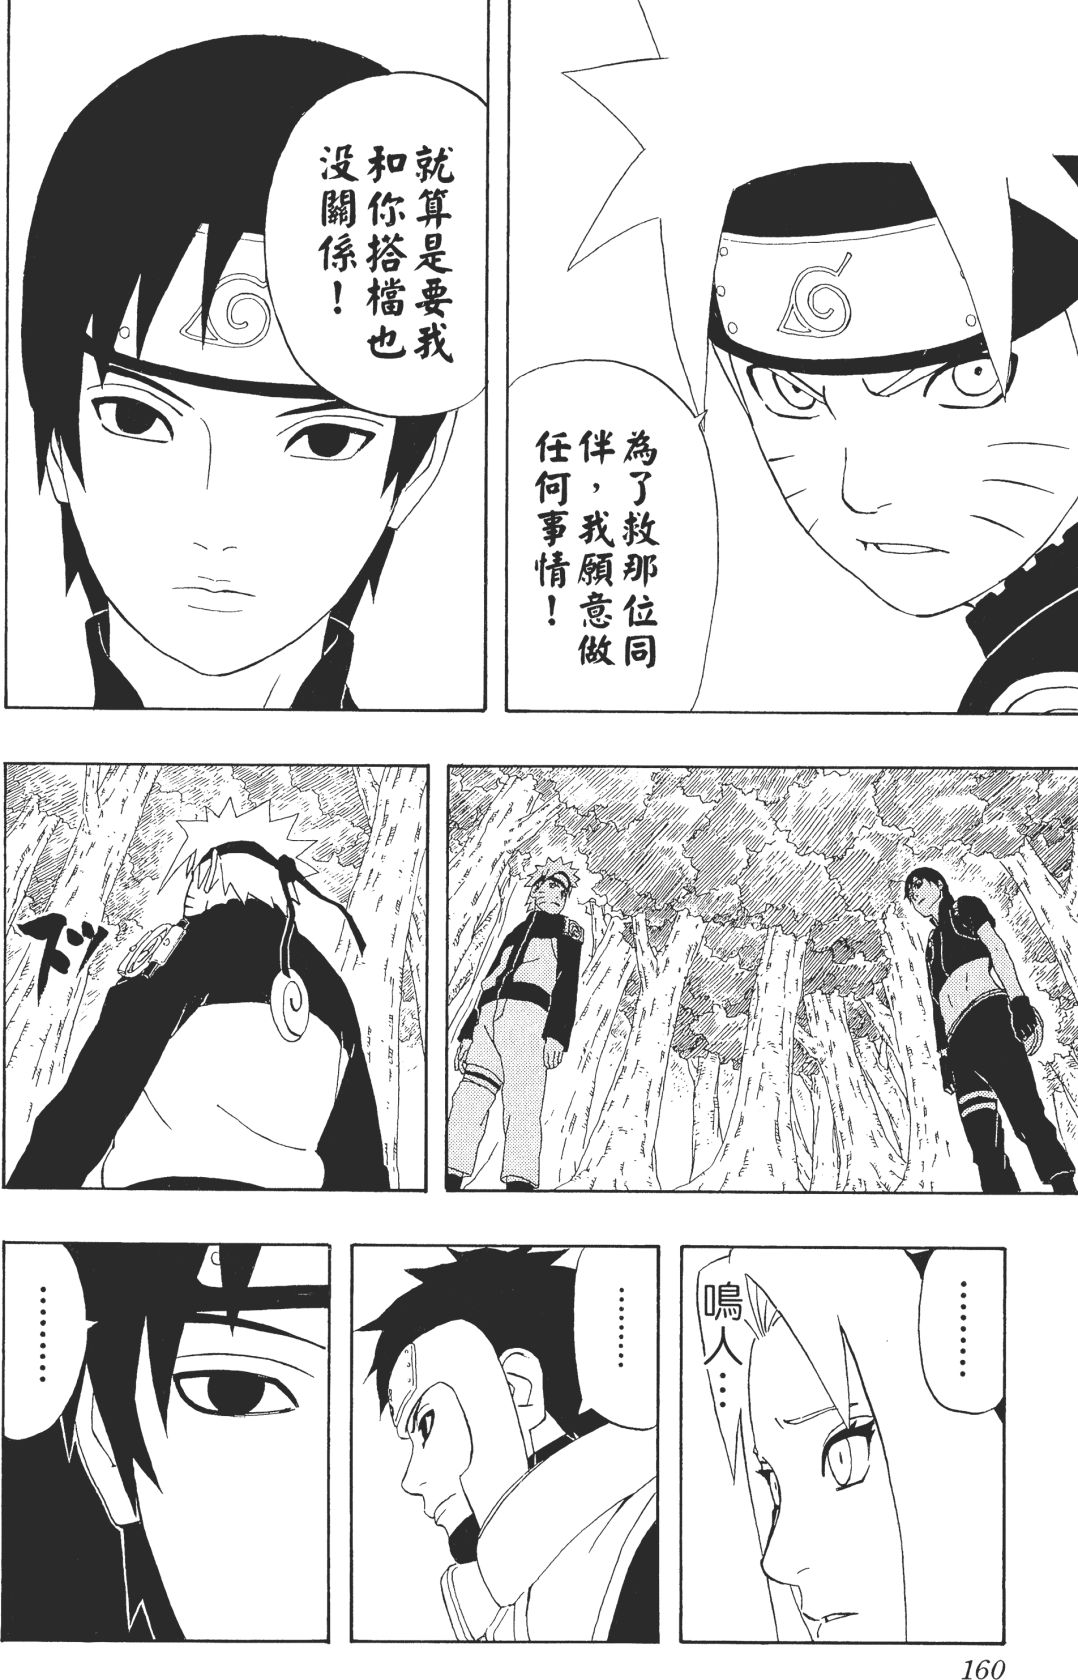 為了救那位同
伴，我願意做
任何事情！
就算是要我
和你搭檔也
没關係！
ドッ
………
鳴人…
………
………
160